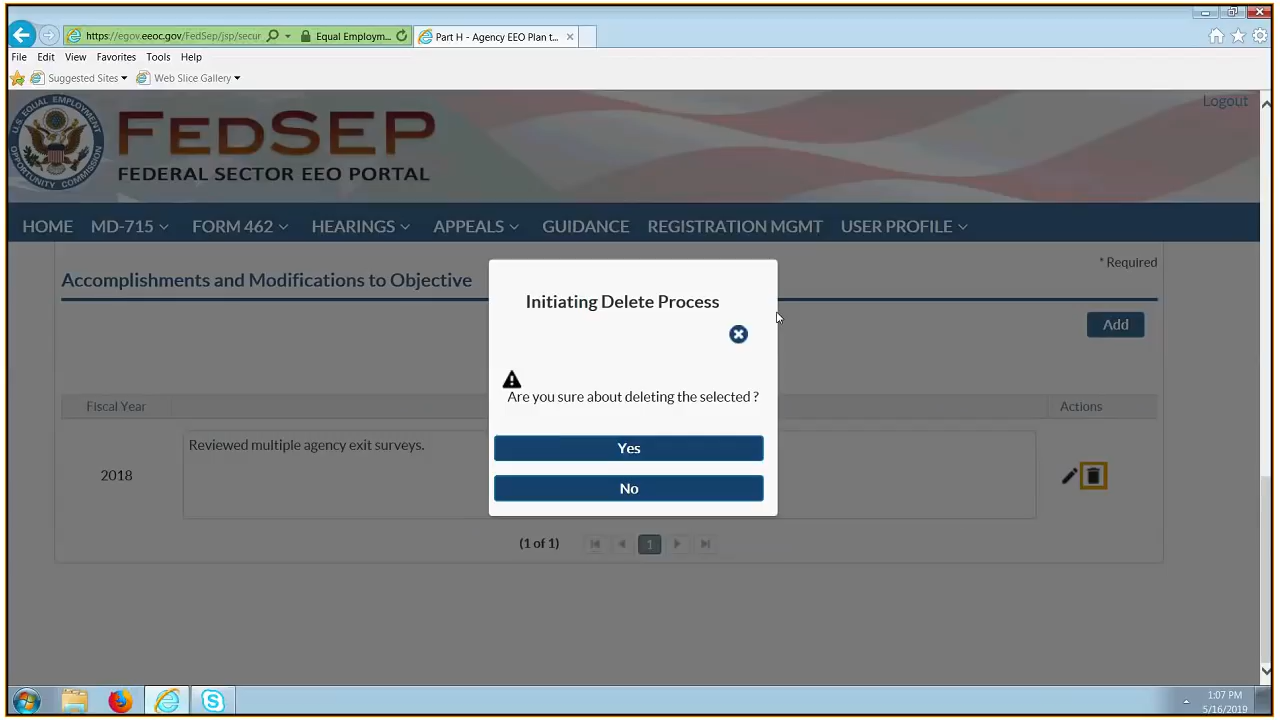 https://egov.eeoc.gov/FedSep/jsp/secur
Equal Employm...
Part H - Agency EEO Plan t...
File Edit View Favorites Tools Help
Suggested Sites
Web Slice Gallery
U.S. EQUAL EMPLOYMENT OPPORTUNITY COMMISSION
FEDSEP
FEDERAL SECTOR EEO PORTAL
Logout
HOME MD-715 FORM 462 HEARINGS APPEALS GUIDANCE REGISTRATION MGMT USER PROFILE
* Required
Accomplishments and Modifications to Objective
Add
Initiating Delete Process
Are you sure about deleting the selected ?
Yes
No
Fiscal Year
Actions
2018
Reviewed multiple agency exit surveys.
(1 of 1)
1
1:07 PM
5/16/2019